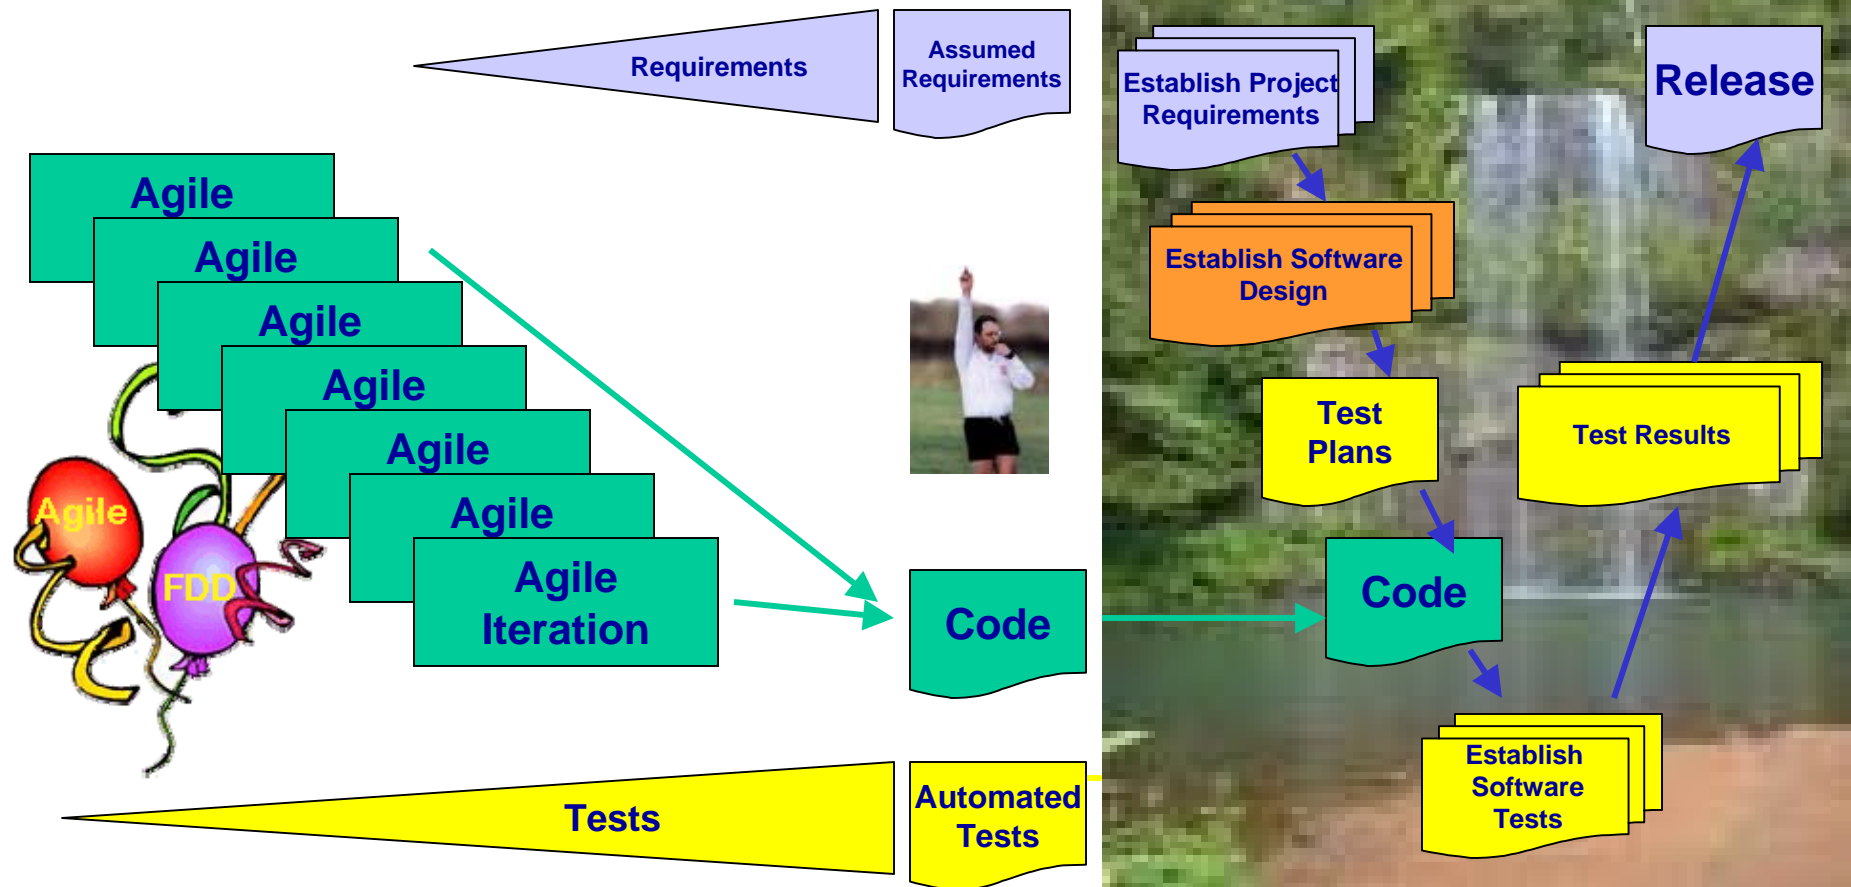 Requirements
Assumed
Requirements
Establish Project
Requirements
Release
Agile
Agile
Agile
Agile
Agile
Agile
Agile
Iteration
Agile
FDD
Establish Software
Design
Test
Plans
Test Results
Code
Code
Establish
Software
Tests
Tests
Automated
Tests